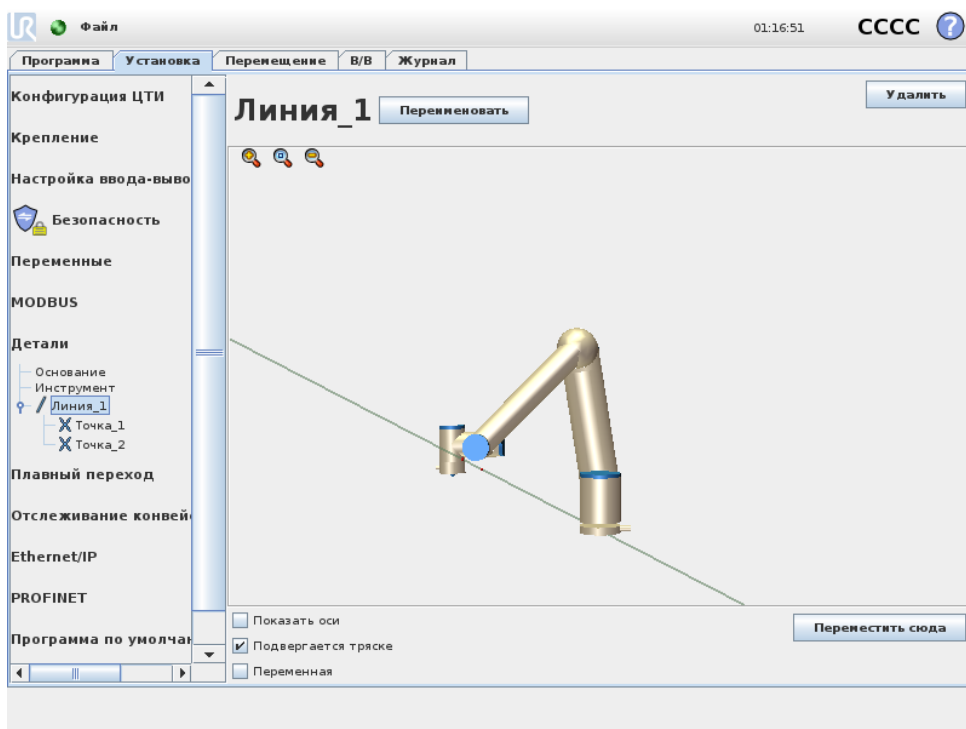 UR Файл 01:16:51 CCCC ?
Программа Установка Перемещение В/В Журнал
Конфигурация ЦТИ
Крепление
Настройка ввода-выво
Безопасность
Переменные
MODBUS
Детали
Основание
Инструмент
Линия_1
Точка_1
Точка_2
Плавный переход
Отслеживание конвей
Ethernet/IP
PROFINET
Программа по умолча
Линия_1 Переименовать Удалить
Показать оси
Подвергается тряске
Переменная
Переместить сюда